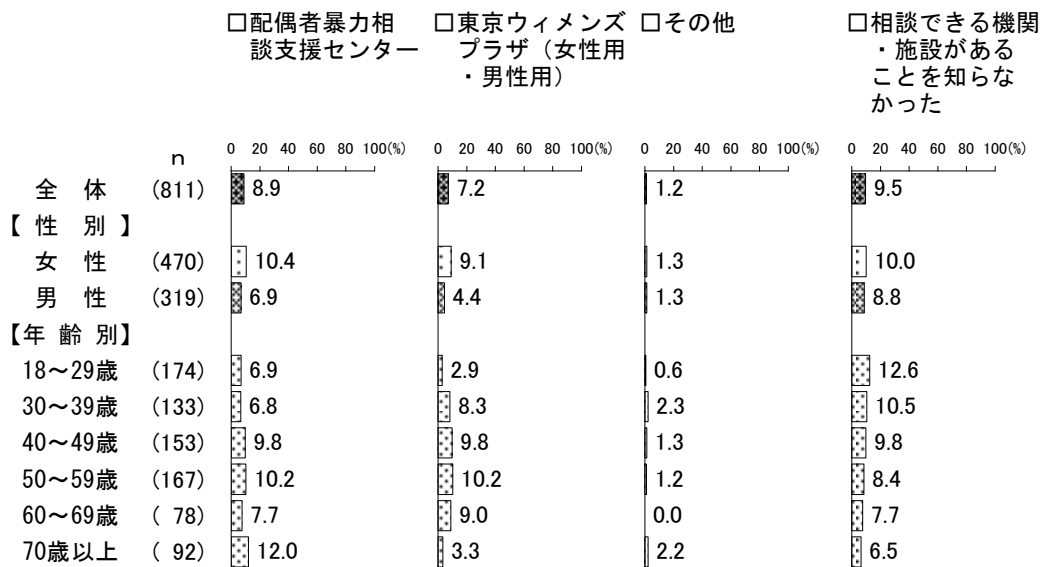 □配偶者暴力相　□東京ウィメンズ　□その他　□相談できる機関
談支援センター　プラザ（女性用　・施設がある
・男性用）　ことを知らな
かった
n　0 20 40 60 80 100(%)　0 20 40 60 80 100(%)　0 20 40 60 80 100(%)　0 20 40 60 80 100(%)
全　体　(811)　8.9　7.2　1.2　9.5
【 性　別 】
女　性　(470)　10.4　9.1　1.3　10.0
男　性　(319)　6.9　4.4　1.3　8.8
【年 齢 別】
18～29歳　(174)　6.9　2.9　0.6　12.6
30～39歳　(133)　6.8　8.3　2.3　10.5
40～49歳　(153)　9.8　9.8　1.3　9.8
50～59歳　(167)　10.2　10.2　1.2　8.4
60～69歳　( 78)　7.7　9.0　0.0　7.7
70歳以上　( 92)　12.0　3.3　2.2　6.5